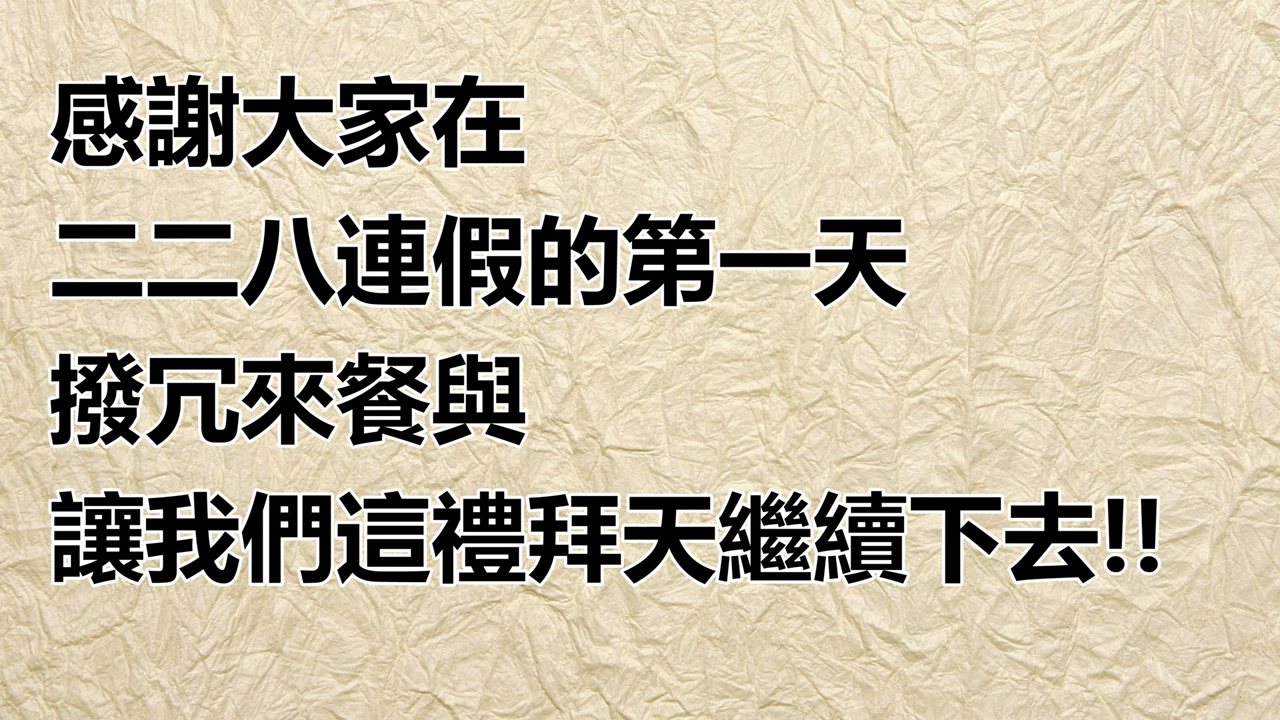 感謝大家在
二二八連假的第一天
撥冗來餐與
讓我們這禮拜天繼續下去!!